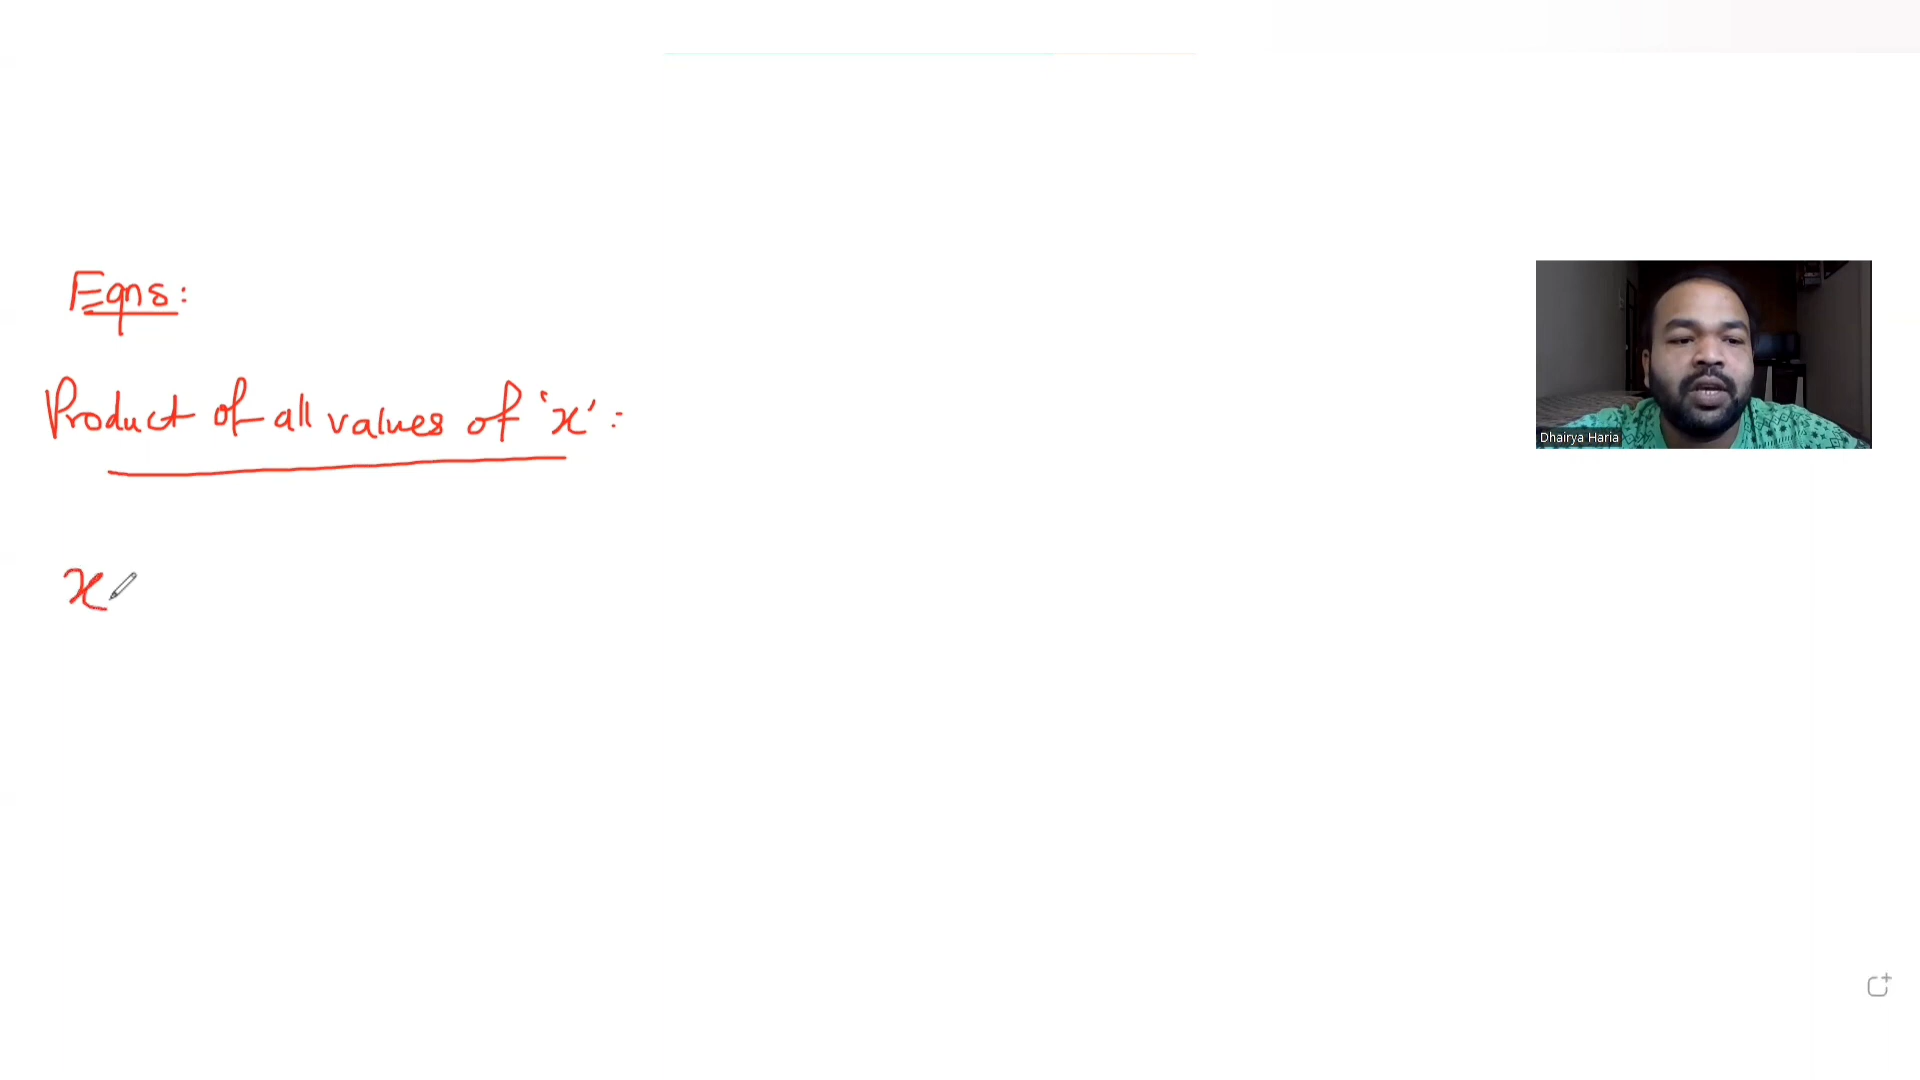 Eqns:
Product of all values of 'x':
x
Dhairya Haria